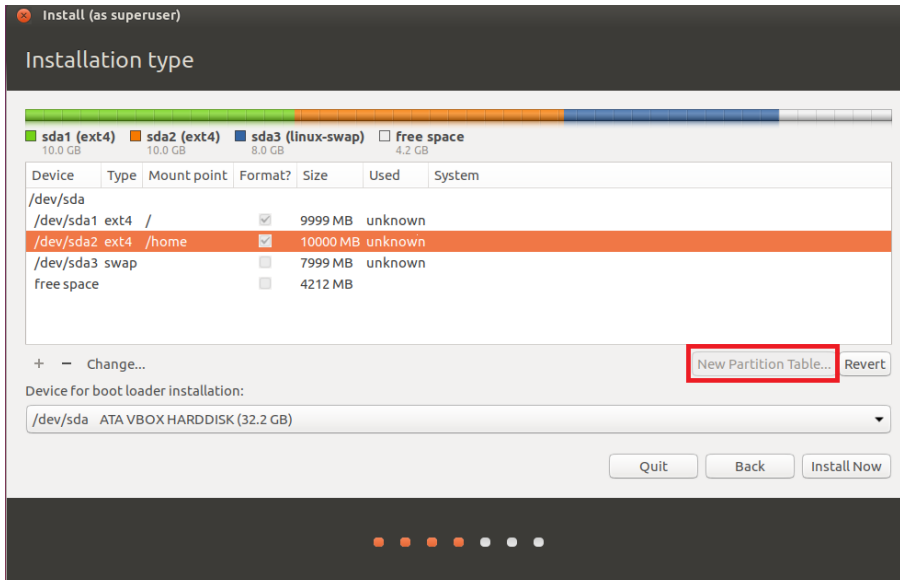 Install (as superuser)
Installation type
sda1 (ext4) sda2 (ext4) sda3 (linux-swap) free space
10.0 GB 10.0 GB 8.0 GB 4.2 GB
Device Type Mount point Format? Size Used System
/dev/sda
/dev/sda1 ext4 / 9999 MB unknown
/dev/sda2 ext4 /home 10000 MB unknown
/dev/sda3 swap 7999 MB unknown
free space 4212 MB
+ − Change... New Partition Table... Revert
Device for boot loader installation:
/dev/sda ATA VBOX HARDDISK (32.2 GB)
Quit Back Install Now